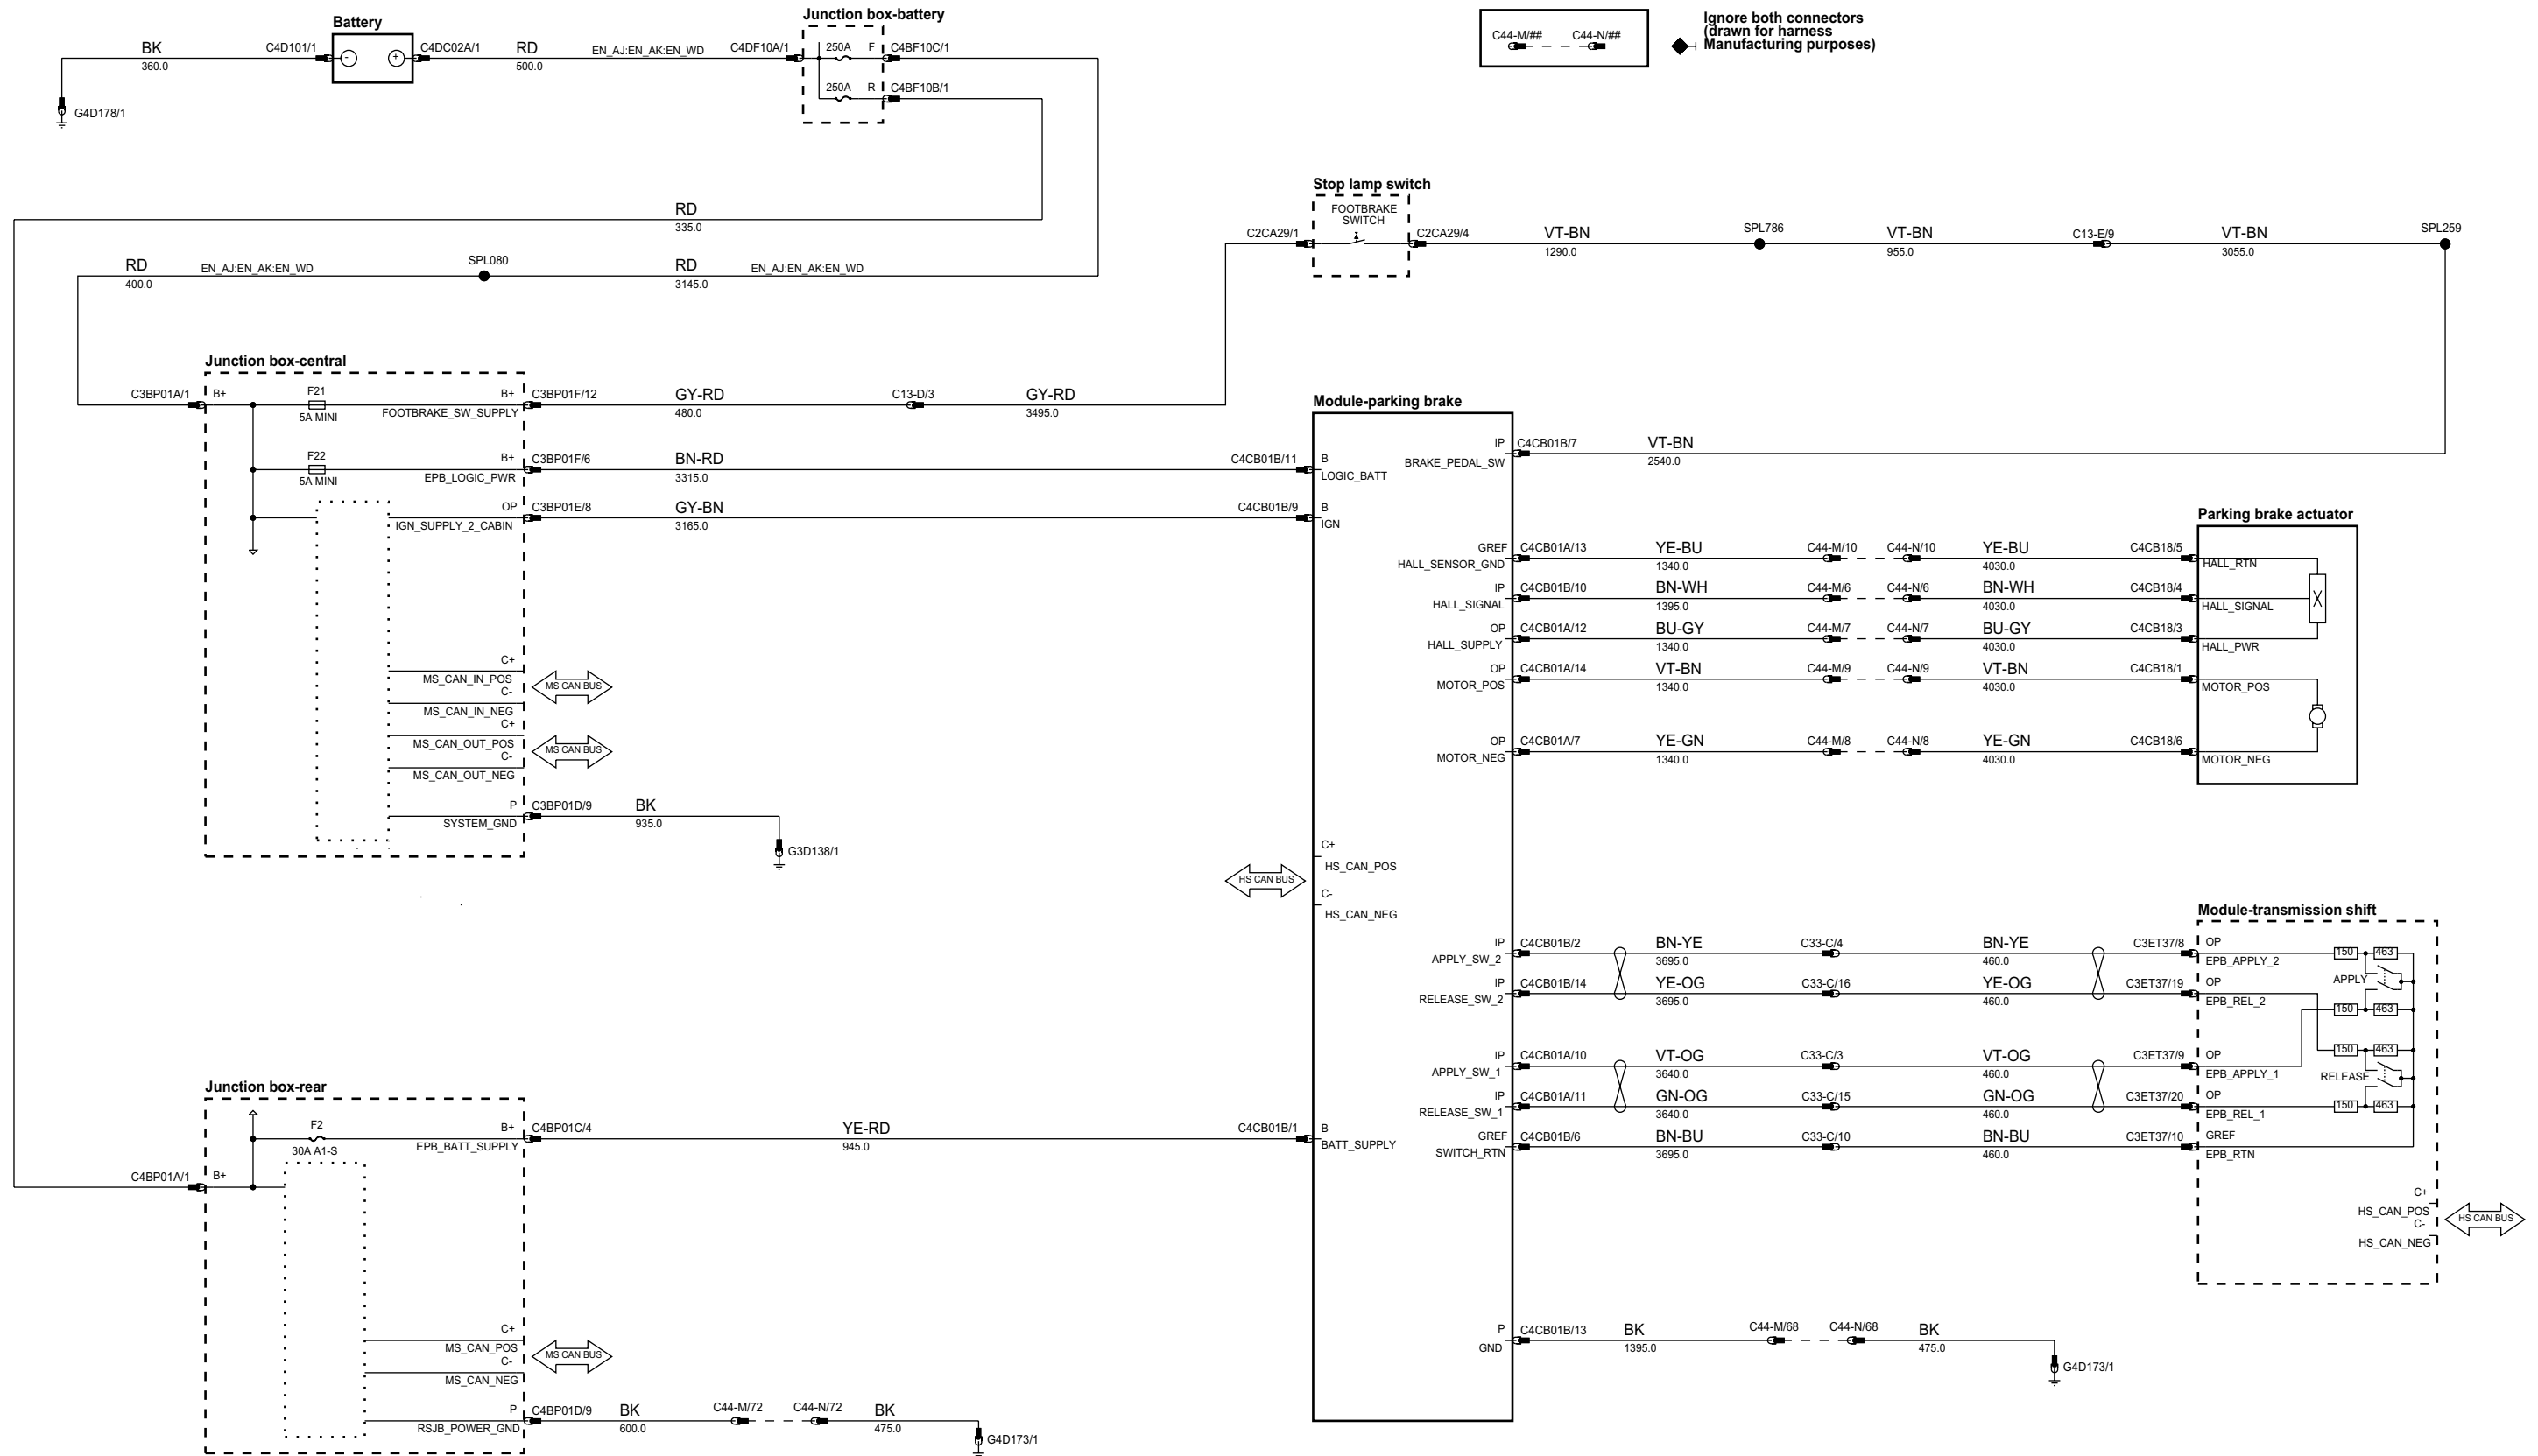 Battery
Junction box-battery
BK
360.0
C4D101/1
-
+
C4DC02A/1
RD
500.0
EN_AJ:EN_AK:EN_WD
C4DF10A/1
250A F
C4BF10C/1
250A R
C4BF10B/1
G4D178/1
C44-M/##
C44-N/##
Ignore both connectors
(drawn for harness
Manufacturing purposes)
RD
335.0
RD
400.0
EN_AJ:EN_AK:EN_WD
SPL080
RD
3145.0
EN_AJ:EN_AK:EN_WD
Stop lamp switch
FOOTBRAKE
SWITCH
C2CA29/1
C2CA29/4
VT-BN
1290.0
SPL786
VT-BN
955.0
C13-E/9
VT-BN
3055.0
SPL259
Junction box-central
C3BP01A/1
B+
F21
5A MINI
B+
FOOTBRAKE_SW_SUPPLY
C3BP01F/12
GY-RD
480.0
C13-D/3
GY-RD
3495.0
F22
5A MINI
B+
EPB_LOGIC_PWR
C3BP01F/6
BN-RD
3315.0
C4CB01B/11
OP
IGN_SUPPLY_2_CABIN
C3BP01E/8
GY-BN
3165.0
C4CB01B/9
C+
MS_CAN_IN_POS
C-
MS_CAN_IN_NEG
MS CAN BUS
C+
MS_CAN_OUT_POS
C-
MS_CAN_OUT_NEG
MS CAN BUS
P
SYSTEM_GND
C3BP01D/9
BK
935.0
G3D138/1
Module-parking brake
B
LOGIC_BATT
B
IGN
IP
BRAKE_PEDAL_SW
C4CB01B/7
VT-BN
2540.0
Parking brake actuator
GREF
HALL_SENSOR_GND
C4CB01A/13
YE-BU
1340.0
C44-M/10
C44-N/10
YE-BU
4030.0
C4CB18/5
HALL_RTN
IP
HALL_SIGNAL
C4CB01B/10
BN-WH
1395.0
C44-M/6
C44-N/6
BN-WH
4030.0
C4CB18/4
HALL_SIGNAL
OP
HALL_SUPPLY
C4CB01A/12
BU-GY
1340.0
C44-M/7
C44-N/7
BU-GY
4030.0
C4CB18/3
HALL_PWR
OP
MOTOR_POS
C4CB01A/14
VT-BN
1340.0
C44-M/9
C44-N/9
VT-BN
4030.0
C4CB18/1
MOTOR_POS
OP
MOTOR_NEG
C4CB01A/7
YE-GN
1340.0
C44-M/8
C44-N/8
YE-GN
4030.0
C4CB18/6
MOTOR_NEG
HS CAN BUS
C+
HS_CAN_POS
C-
HS_CAN_NEG
Module-transmission shift
IP
APPLY_SW_2
C4CB01B/2
BN-YE
3695.0
C33-C/4
BN-YE
460.0
C3ET37/8
OP
EPB_APPLY_2
150
463
APPLY
IP
RELEASE_SW_2
C4CB01B/14
YE-OG
3695.0
C33-C/16
YE-OG
460.0
C3ET37/19
OP
EPB_REL_2
150
463
150
463
IP
APPLY_SW_1
C4CB01A/10
VT-OG
3640.0
C33-C/3
VT-OG
460.0
C3ET37/9
OP
EPB_APPLY_1
RELEASE
IP
RELEASE_SW_1
C4CB01A/11
GN-OG
3640.0
C33-C/15
GN-OG
460.0
C3ET37/20
OP
EPB_REL_1
150
463
GREF
SWITCH_RTN
C4CB01B/6
BN-BU
3695.0
C33-C/10
BN-BU
460.0
C3ET37/10
GREF
EPB_RTN
C+
HS_CAN_POS
C-
HS_CAN_NEG
HS CAN BUS
Junction box-rear
F2
30A A1-S
B+
EPB_BATT_SUPPLY
C4BP01C/4
YE-RD
945.0
C4CB01B/1
B
BATT_SUPPLY
C4BP01A/1
B+
C+
MS_CAN_POS
C-
MS_CAN_NEG
MS CAN BUS
P
RSJB_POWER_GND
C4BP01D/9
BK
600.0
C44-M/72
C44-N/72
BK
475.0
G4D173/1
P
GND
C4CB01B/13
BK
1395.0
C44-M/68
C44-N/68
BK
475.0
G4D173/1